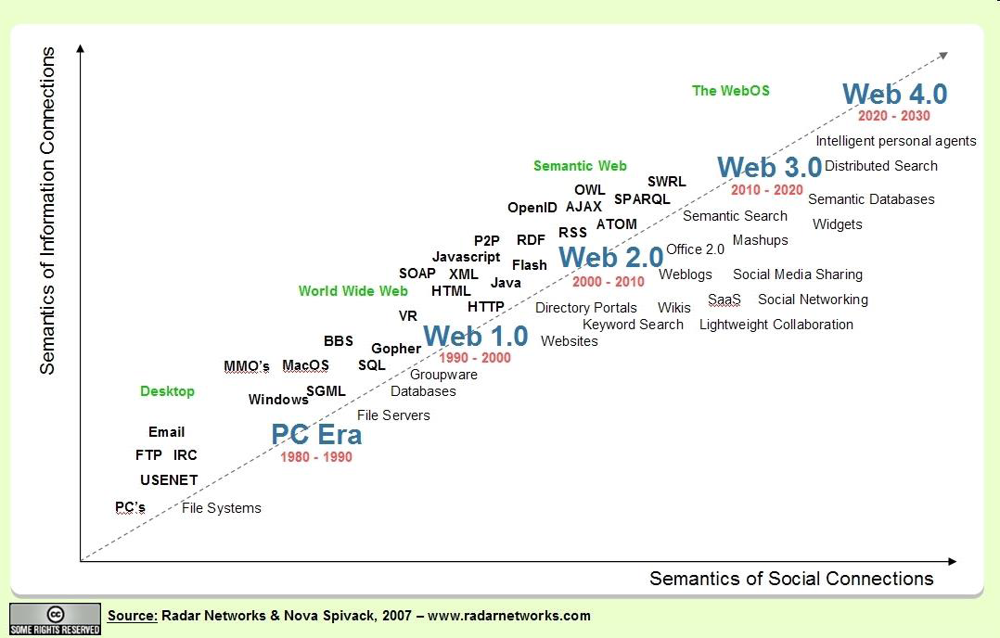 Semantics of Information Connections
The WebOS
Web 4.0
2020 - 2030
Intelligent personal agents
Semantic Web
Web 3.0
Distributed Search
2010 - 2020
SWRL
OWL
SPARQL
Semantic Databases
OpenID
AJAX
Semantic Search
Widgets
ATOM
RSS
P2P
RDF
Mashups
Office 2.0
Javascript
Web 2.0
Flash
SOAP
XML
2000 - 2010
Weblogs
Social Media Sharing
Java
World Wide Web
HTML
HTTP
Directory Portals
Wikis
SaaS
Social Networking
VR
Keyword Search
Lightweight Collaboration
Web 1.0
Websites
BBS
Gopher
1990 - 2000
MMO's
MacOS
SQL
Groupware
Desktop
SGML
Databases
Windows
File Servers
Email
PC Era
FTP
IRC
1980 - 1990
USENET
PC's
File Systems
Semantics of Social Connections
cc
SOME RIGHTS RESERVED
Source: Radar Networks & Nova Spivack, 2007 – www.radarnetworks.com